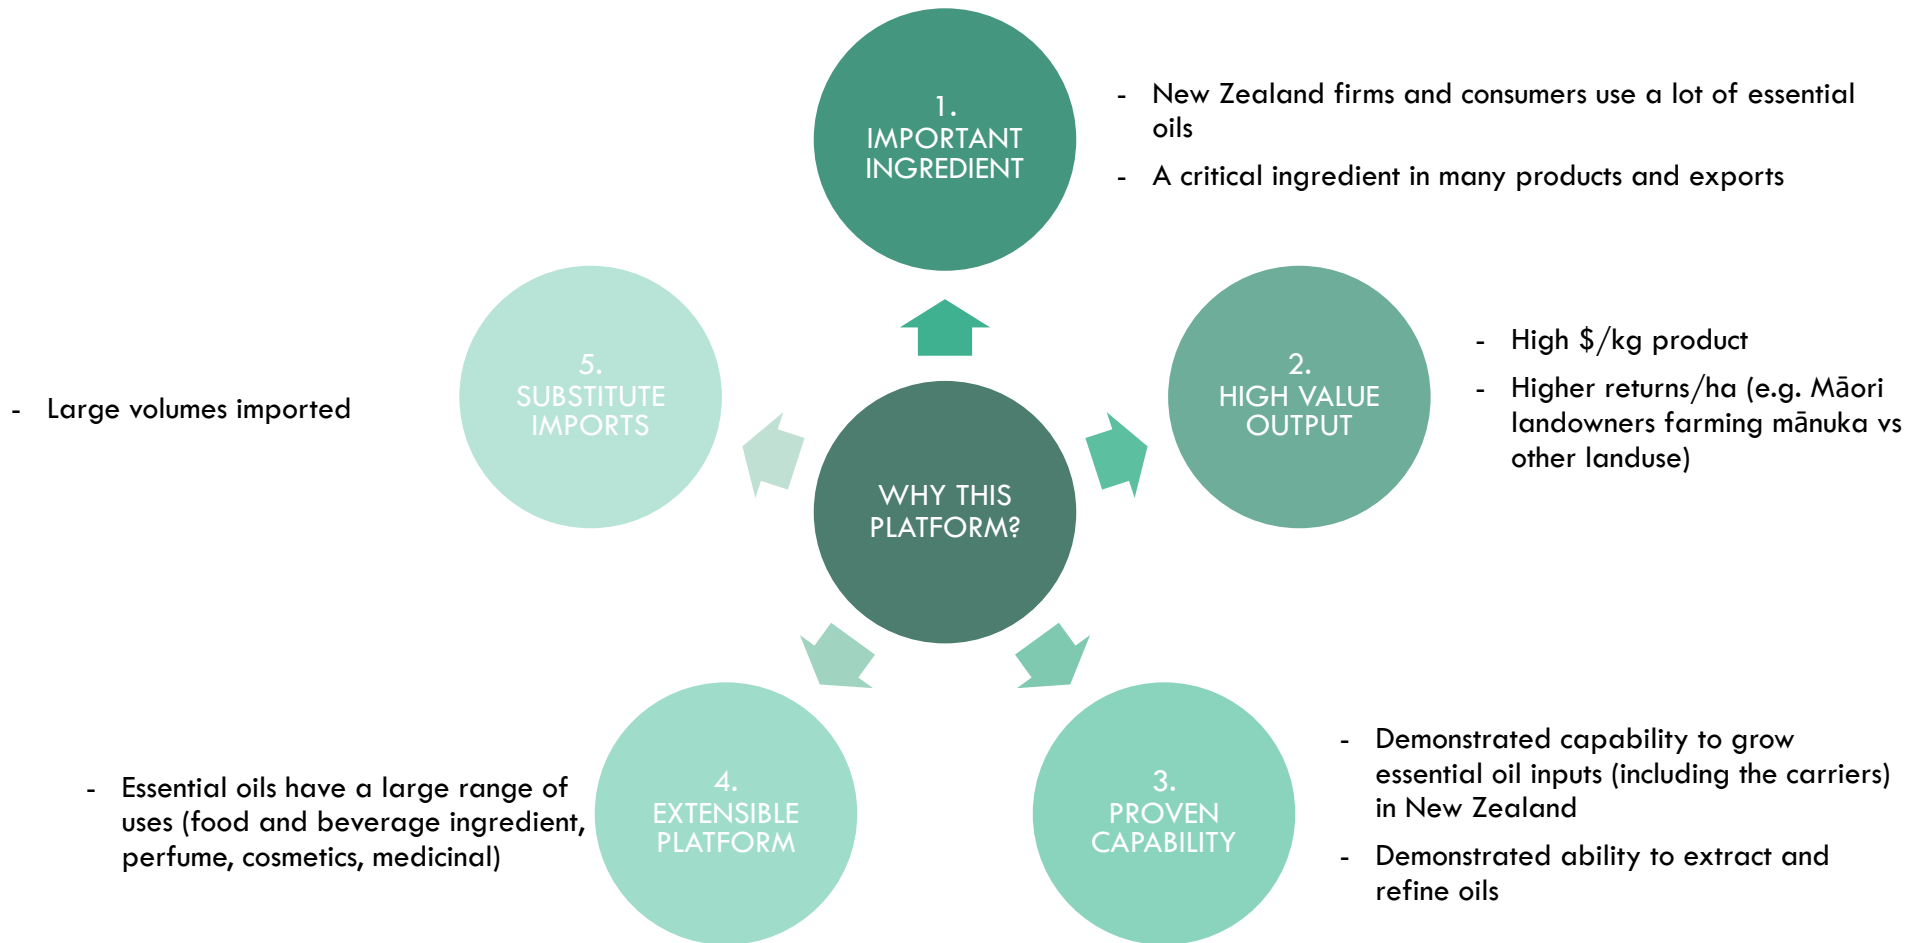 1.
IMPORTANT
INGREDIENT
- New Zealand firms and consumers use a lot of essential
oils
- A critical ingredient in many products and exports
2.
HIGH VALUE
OUTPUT
- High $/kg product
- Higher returns/ha (e.g. Māori
landowners farming mānuka vs
other landuse)
5.
SUBSTITUTE
IMPORTS
- Large volumes imported
WHY THIS
PLATFORM?
4.
EXTENSIBLE
PLATFORM
- Essential oils have a large range of
uses (food and beverage ingredient,
perfume, cosmetics, medicinal)
3.
PROVEN
CAPABILITY
- Demonstrated capability to grow
essential oil inputs (including the carriers)
in New Zealand
- Demonstrated ability to extract and
refine oils